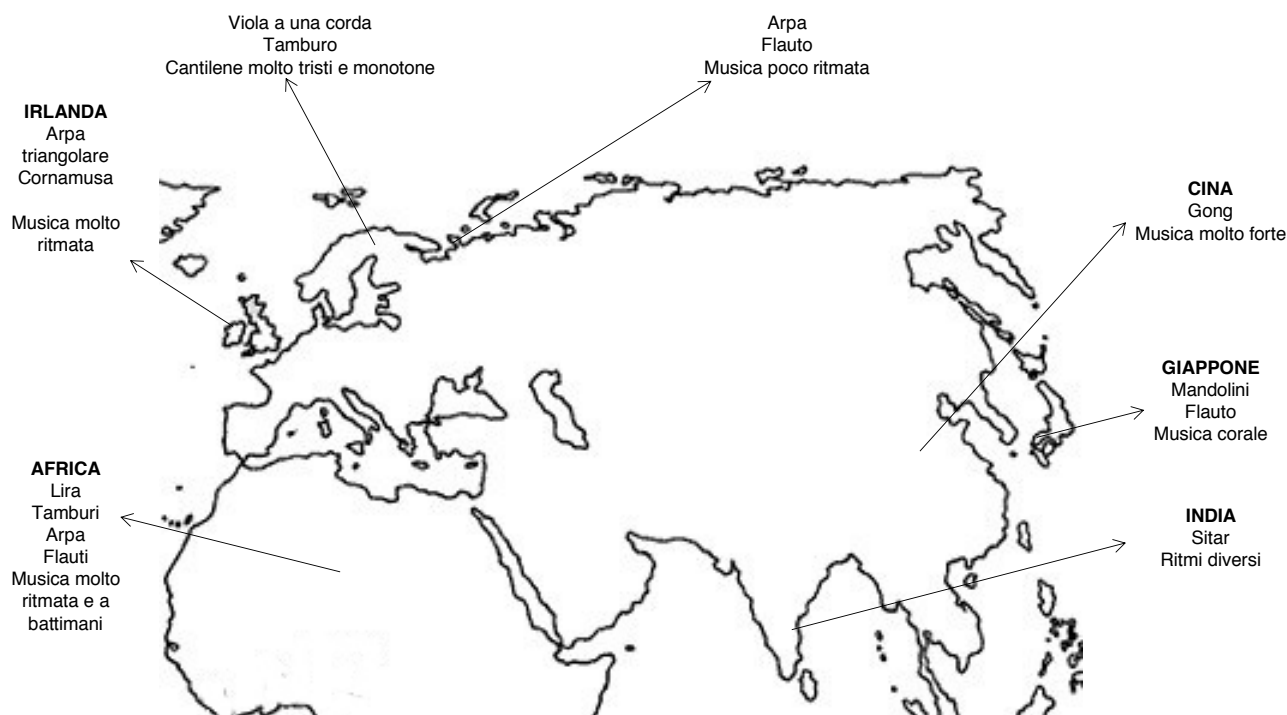 Viola a una corda
Tamburo
Cantilene molto tristi e monotone
Arpa
Flauto
Musica poco ritmata
IRLANDA
Arpa
triangolare
Cornamusa
Musica molto
ritmata
CINA
Gong
Musica molto forte
GIAPPONE
Mandolini
Flauto
Musica corale
AFRICA
Lira
Tamburi
Arpa
Flauti
Musica molto
ritmata e a
battimani
INDIA
Sitar
Ritmi diversi